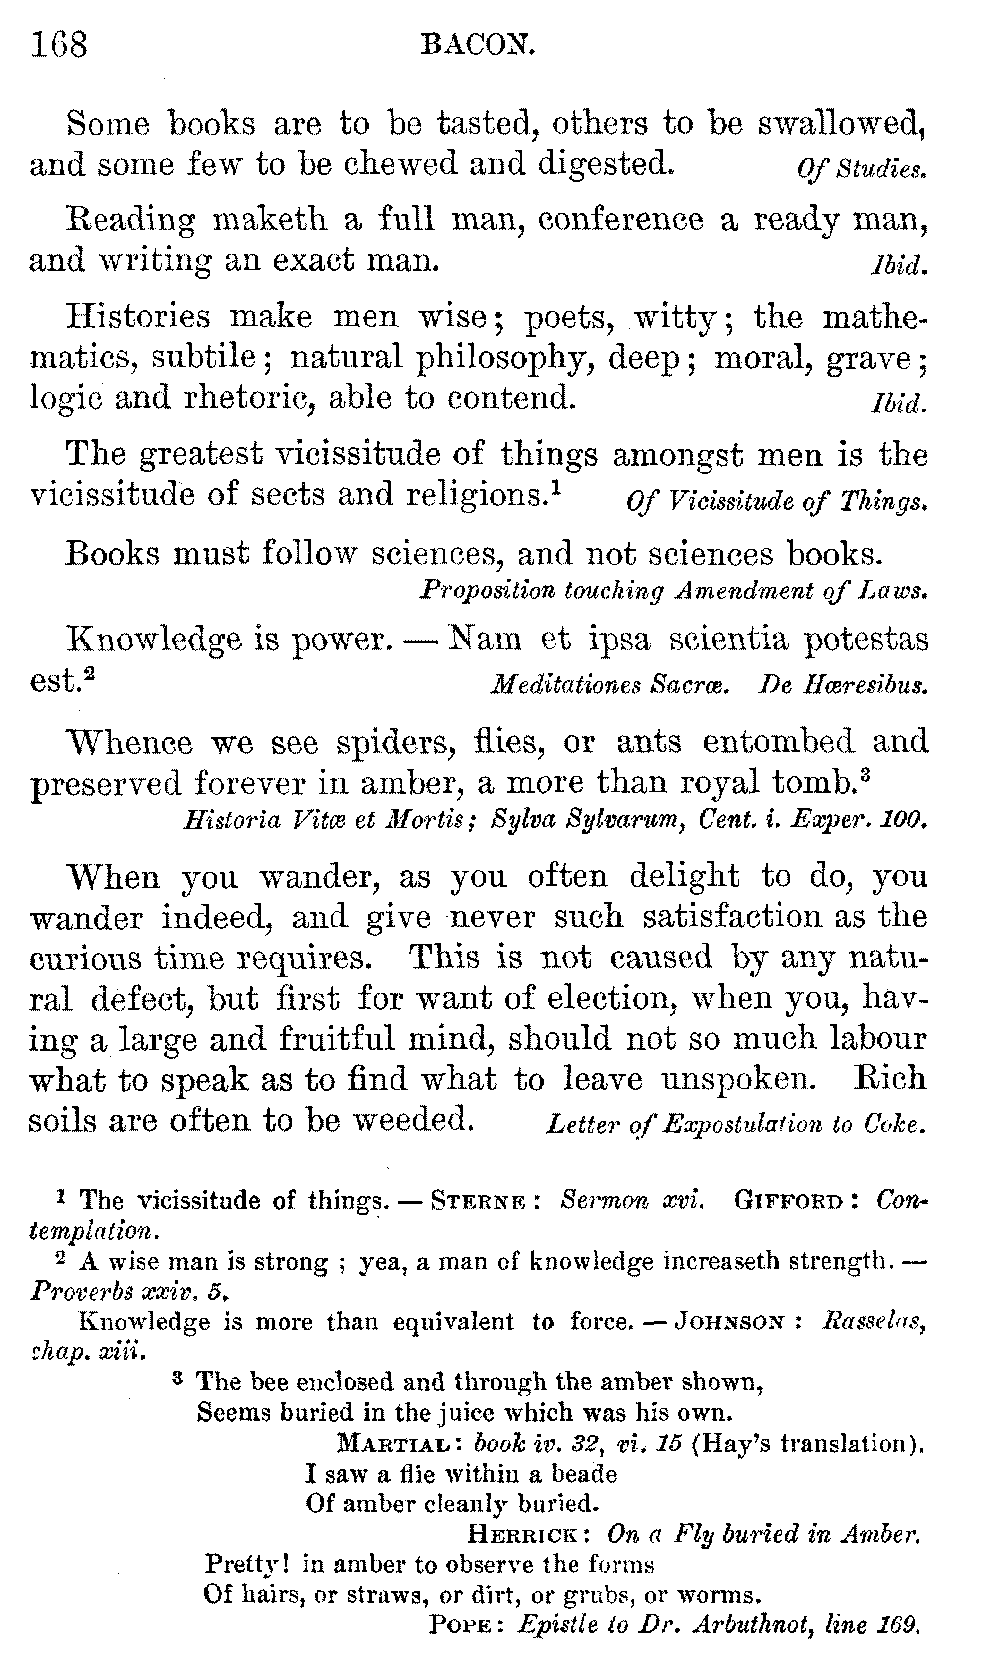 168 BACON.
Some books are to be tasted, others to be swallowed,
and some few to be chewed and digested. Of Studies.
Reading maketh a full man, conference a ready man,
and writing an exact man. Ibid.
Histories make men wise; poets, witty; the mathe-
matics, subtile; natural philosophy, deep; moral, grave;
logic and rhetoric, able to contend. Ibid.
The greatest vicissitude of things amongst men is the
vicissitude of sects and religions.¹ Of Vicissitude of Things.
Books must follow sciences, and not sciences books.
Proposition touching Amendment of Laws.
Knowledge is power. — Nam et ipsa scientia potestas
est.² Meditationes Sacræ. De Hæresibus.
Whence we see spiders, flies, or ants entombed and
preserved forever in amber, a more than royal tomb.³
Historia Vitæ et Mortis; Sylva Sylvarum, Cent. i. Exper. 100.
When you wander, as you often delight to do, you
wander indeed, and give never such satisfaction as the
curious time requires. This is not caused by any natu-
ral defect, but first for want of election, when you, hav-
ing a large and fruitful mind, should not so much labour
what to speak as to find what to leave unspoken. Rich
soils are often to be weeded. Letter of Expostulation to Coke.
¹ The vicissitude of things. — STERNE: Sermon xvi. GIFFORD: Con-
templation.
² A wise man is strong; yea, a man of knowledge increaseth strength. —
Proverbs xxiv. 5.
Knowledge is more than equivalent to force. — JOHNSON: Rasselas,
chap. xiii.
³ The bee enclosed and through the amber shown,
Seems buried in the juice which was his own.
MARTIAL: book iv. 32, vi. 15 (Hay's translation).
I saw a flie within a beade
Of amber cleanly buried.
HERRICK: On a Fly buried in Amber.
Pretty! in amber to observe the forms
Of hairs, or straws, or dirt, or grubs, or worms.
POPE: Epistle to Dr. Arbuthnot, line 169.